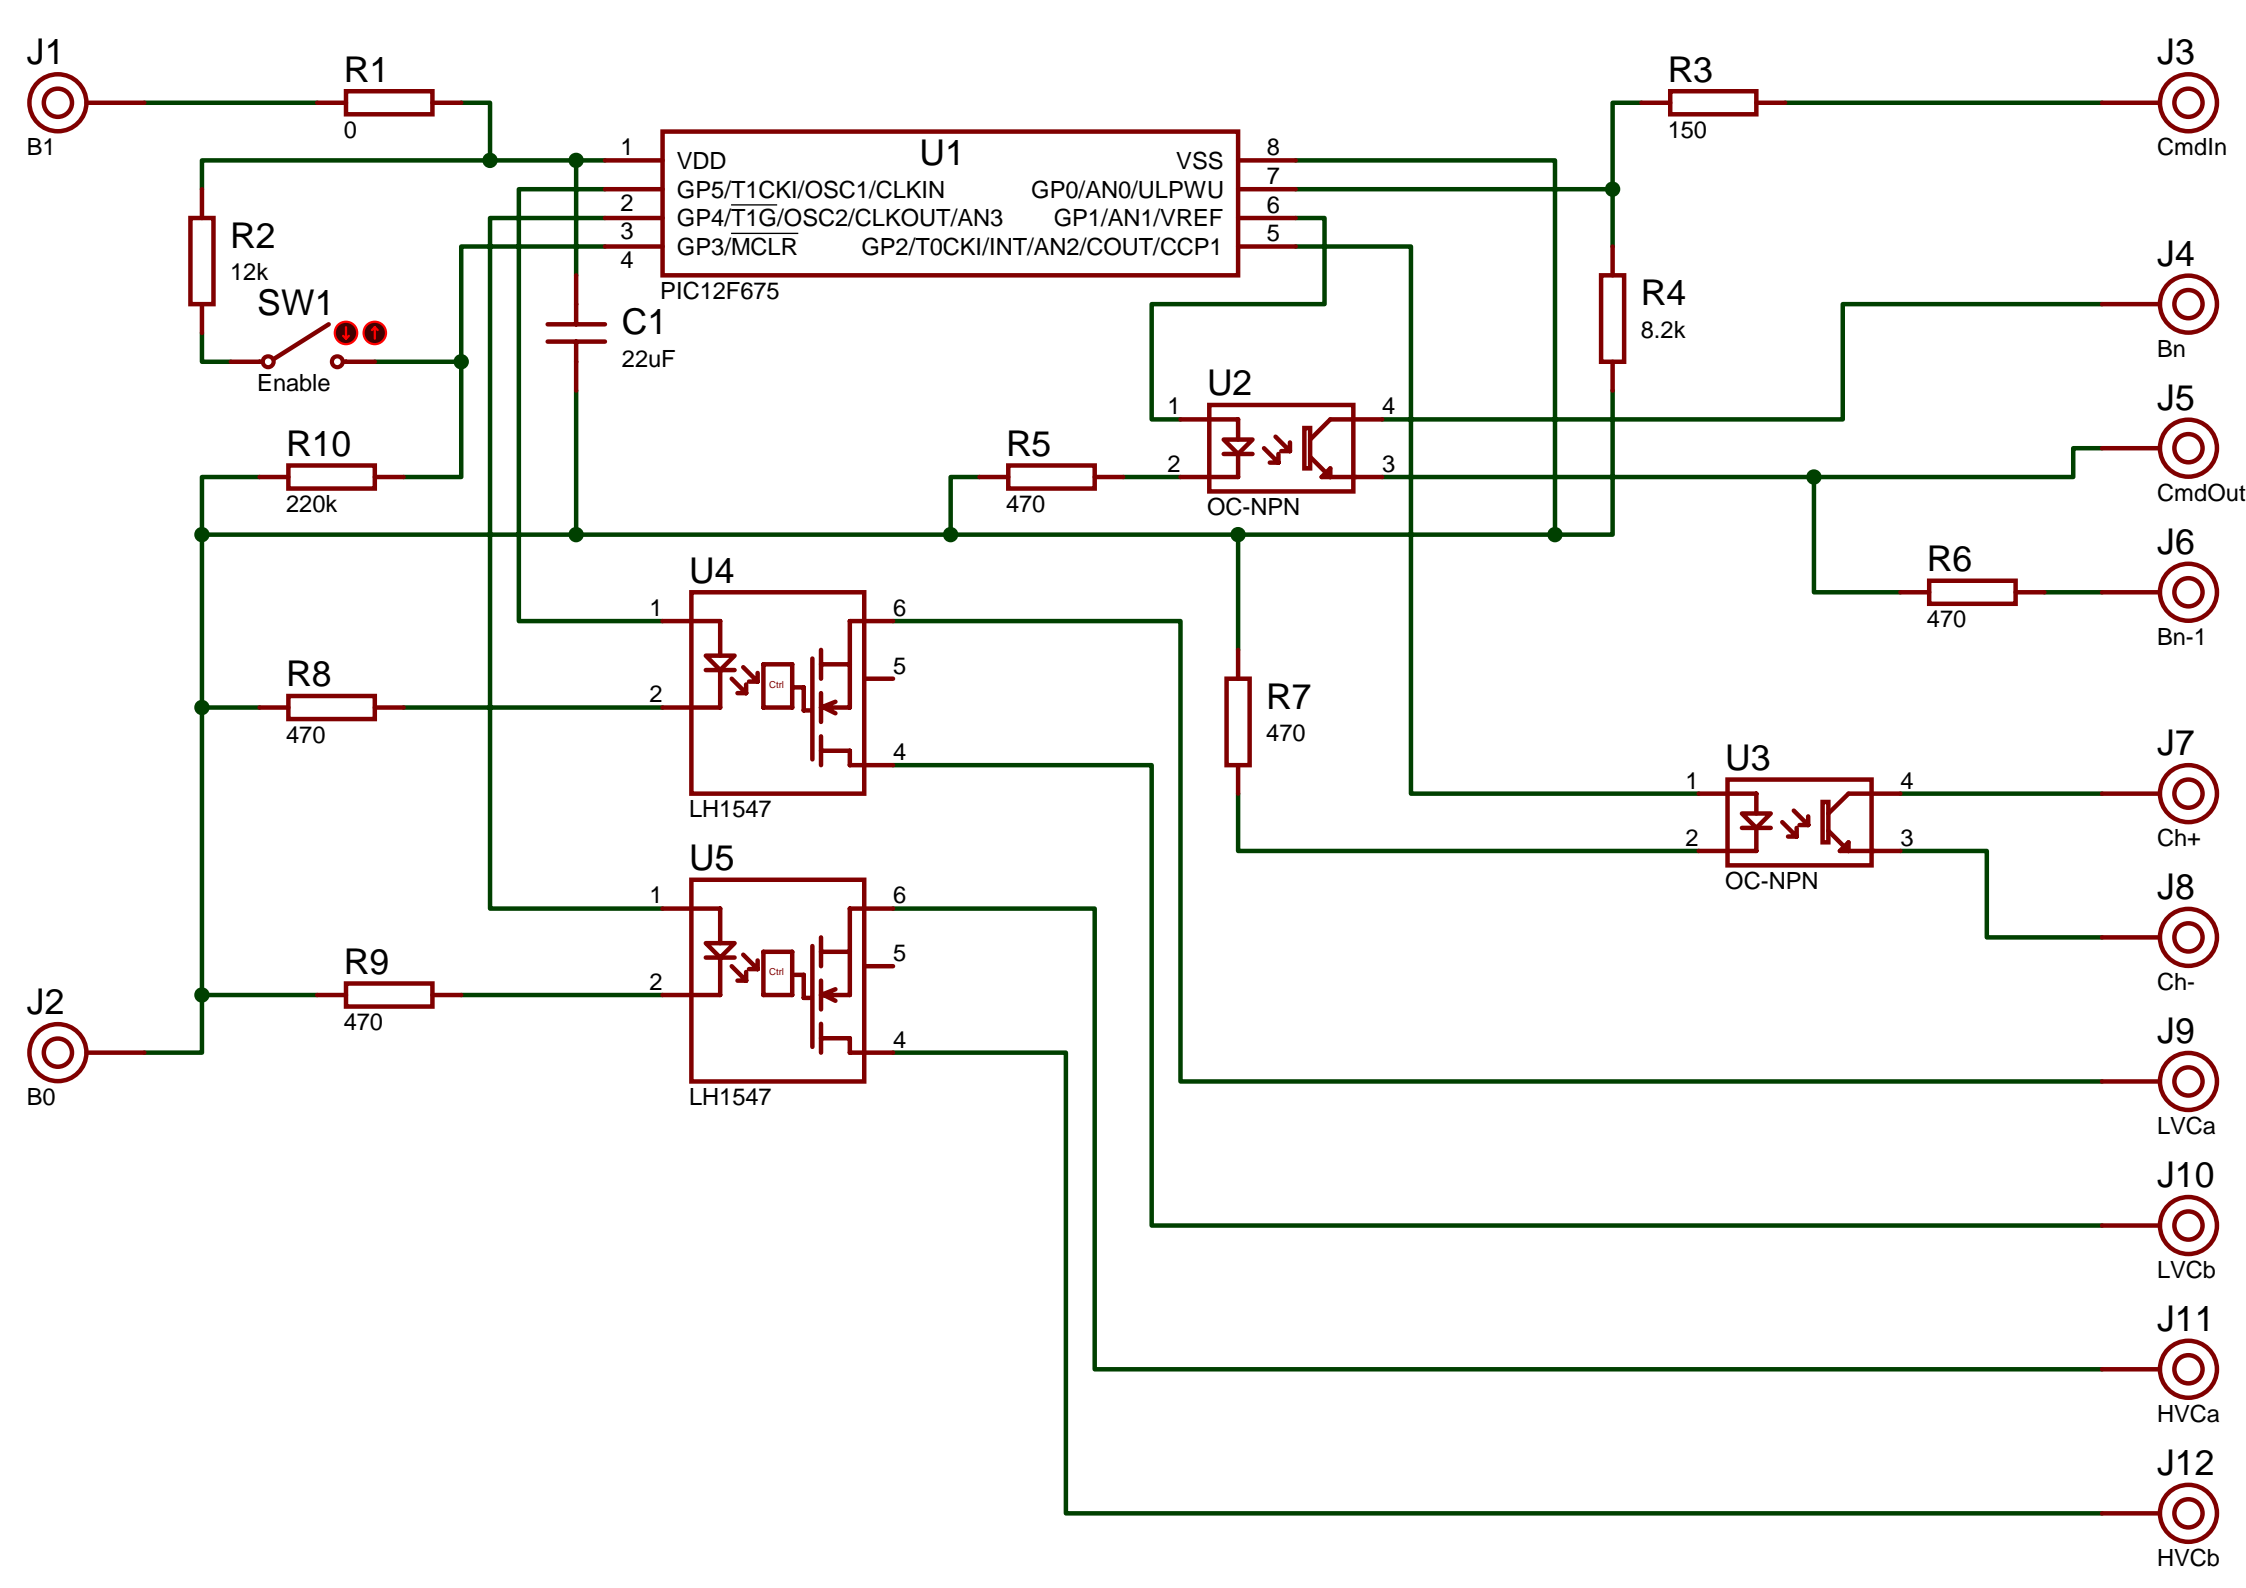 J1
B1
R1
0
R2
12k
SW1
Enable
R10
220k
C1
22uF
U1
1
2
3
4
VDD
GP5/T1CKI/OSC1/CLKIN
GP4/T1G/OSC2/CLKOUT/AN3
GP3/MCLR
VSS
GP0/AN0/ULPWU
GP1/AN1/VREF
GP2/T0CKI/INT/AN2/COUT/CCP1
8
7
6
5
PIC12F675
R3
150
J3
CmdIn
R4
8.2k
J4
Bn
U2
1
2
4
3
OC-NPN
R5
470
J5
CmdOut
R6
470
J6
Bn-1
U4
1
2
6
5
4
Ctrl
LH1547
R8
470
R7
470
U3
1
2
4
3
OC-NPN
J7
Ch+
J8
Ch-
U5
1
2
6
5
4
Ctrl
LH1547
R9
470
J2
B0
J9
LVCa
J10
LVCb
J11
HVCa
J12
HVCb